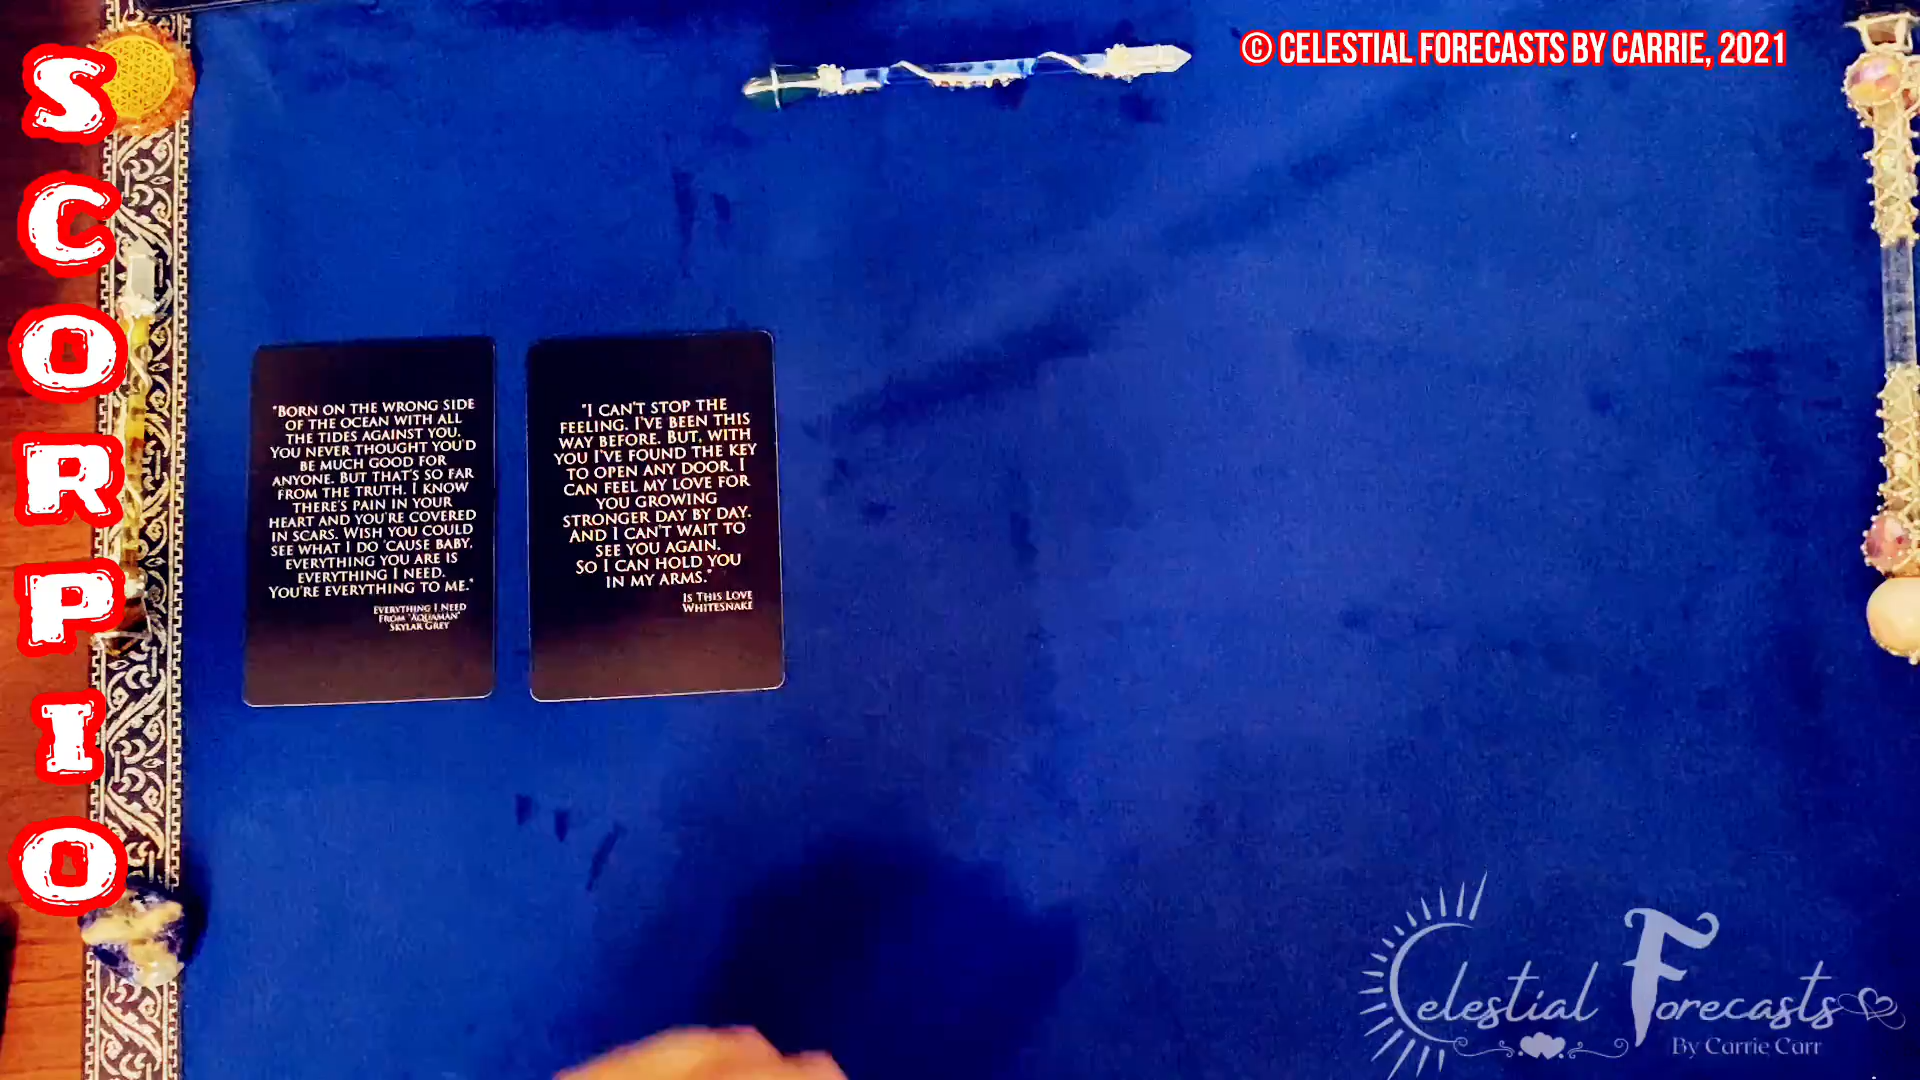 © CELESTIAL FORECASTS BY CARRIE, 2021
SCORPIO
"BORN ON THE WRONG SIDE
OF THE OCEAN WITH ALL
THE TIDES AGAINST YOU.
YOU NEVER THOUGHT YOU'D
BE MUCH GOOD FOR
ANYONE. BUT THAT'S SO FAR
FROM THE TRUTH. I KNOW
THERE'S PAIN IN YOUR
HEART AND YOU'RE COVERED
IN SCARS. WISH YOU COULD
SEE WHAT I DO 'CAUSE BABY,
EVERYTHING YOU ARE IS
EVERYTHING I NEED.
YOU'RE EVERYTHING TO ME."
EVERYTHING I NEED
FROM "AQUAMAN"
SKYLAR GREY
"I CAN'T STOP THE
FEELING. I'VE BEEN THIS
WAY BEFORE. BUT, WITH
YOU I'VE FOUND THE KEY
TO OPEN ANY DOOR. I
CAN FEEL MY LOVE FOR
YOU GROWING
STRONGER DAY BY DAY.
AND I CAN'T WAIT TO
SEE YOU AGAIN.
SO I CAN HOLD YOU
IN MY ARMS."
IS THIS LOVE
WHITESNAKE
Celestial Forecasts
By Carrie Carr